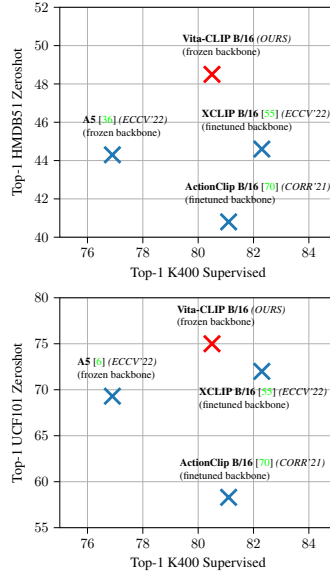 52
50
48
46
44
42
40
Top-1 HMDB51 Zeroshot
Vita-CLIP B/16 (OURS)
(frozen backbone)
A5 [36] (ECCV'22)
(frozen backbone)
XCLIP B/16 [55] (ECCV'22)
(finetuned backbone)
ActionClip B/16 [70] (CORR'21)
(finetuned backbone)
76 78 80 82 84
Top-1 K400 Supervised
80
75
70
65
60
55
Top-1 UCF101 Zeroshot
Vita-CLIP B/16 (OURS)
(frozen backbone)
A5 [6] (ECCV'22)
(frozen backbone)
XCLIP B/16 [55] (ECCV'22)
(finetuned backbone)
ActionClip B/16 [70] (CORR'21)
(finetuned backbone)
76 78 80 82 84
Top-1 K400 Supervised